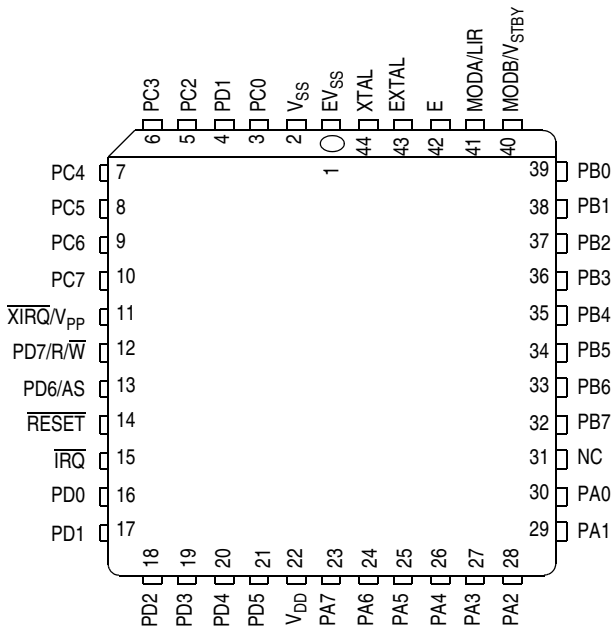 PC3
PC2
PD1
PC0
VSS
EVSS
XTAL
EXTAL
E
MODA/LIR
MODB/VSTBY
6
5
4
3
2
1
44
43
42
41
40
PC4 7
PC5 8
PC6 9
PC7 10
XIRQ/VPP 11
PD7/R/W 12
PD6/AS 13
RESET 14
IRQ 15
PD0 16
PD1 17
39 PB0
38 PB1
37 PB2
36 PB3
35 PB4
34 PB5
33 PB6
32 PB7
31 NC
30 PA0
29 PA1
18
19
20
21
22
23
24
25
26
27
28
PD2
PD3
PD4
PD5
VDD
PA7
PA6
PA5
PA4
PA3
PA2